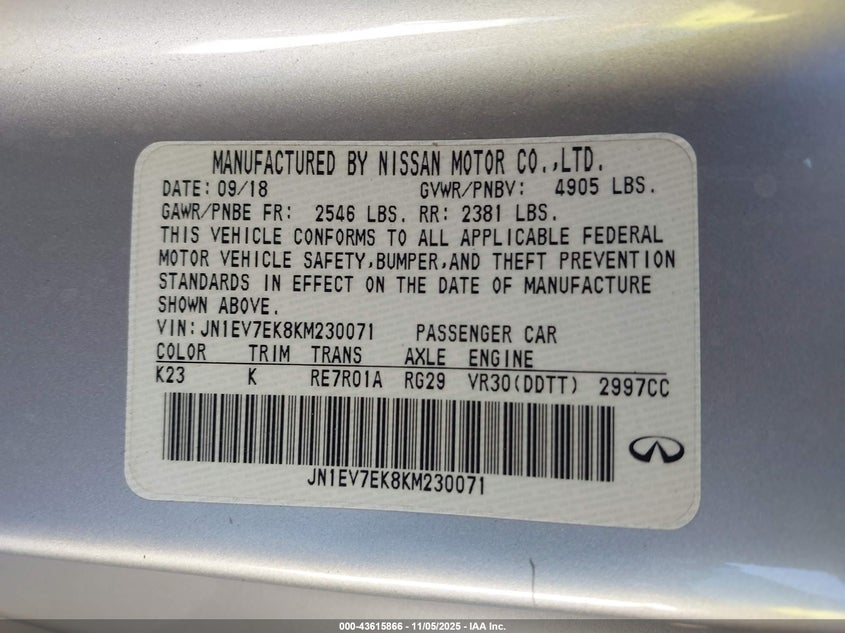 MANUFACTURED BY NISSAN MOTOR CO.,LTD.
DATE: 09/18 GVWR/PNBV: 4905 LBS.
GAWR/PNBE FR: 2546 LBS. RR: 2381 LBS.
THIS VEHICLE CONFORMS TO ALL APPLICABLE FEDERAL
MOTOR VEHICLE SAFETY,BUMPER,AND THEFT PREVENTION
STANDARDS IN EFFECT ON THE DATE OF MANUFACTURE
SHOWN ABOVE.
VIN: JN1EV7EK8KM230071 PASSENGER CAR
COLOR TRIM TRANS AXLE ENGINE
K23 K RE7R01A RG29 VR30(DDTT) 2997CC
JN1EV7EK8KM230071
000-43615866 - 11/05/2025 - IAA Inc.